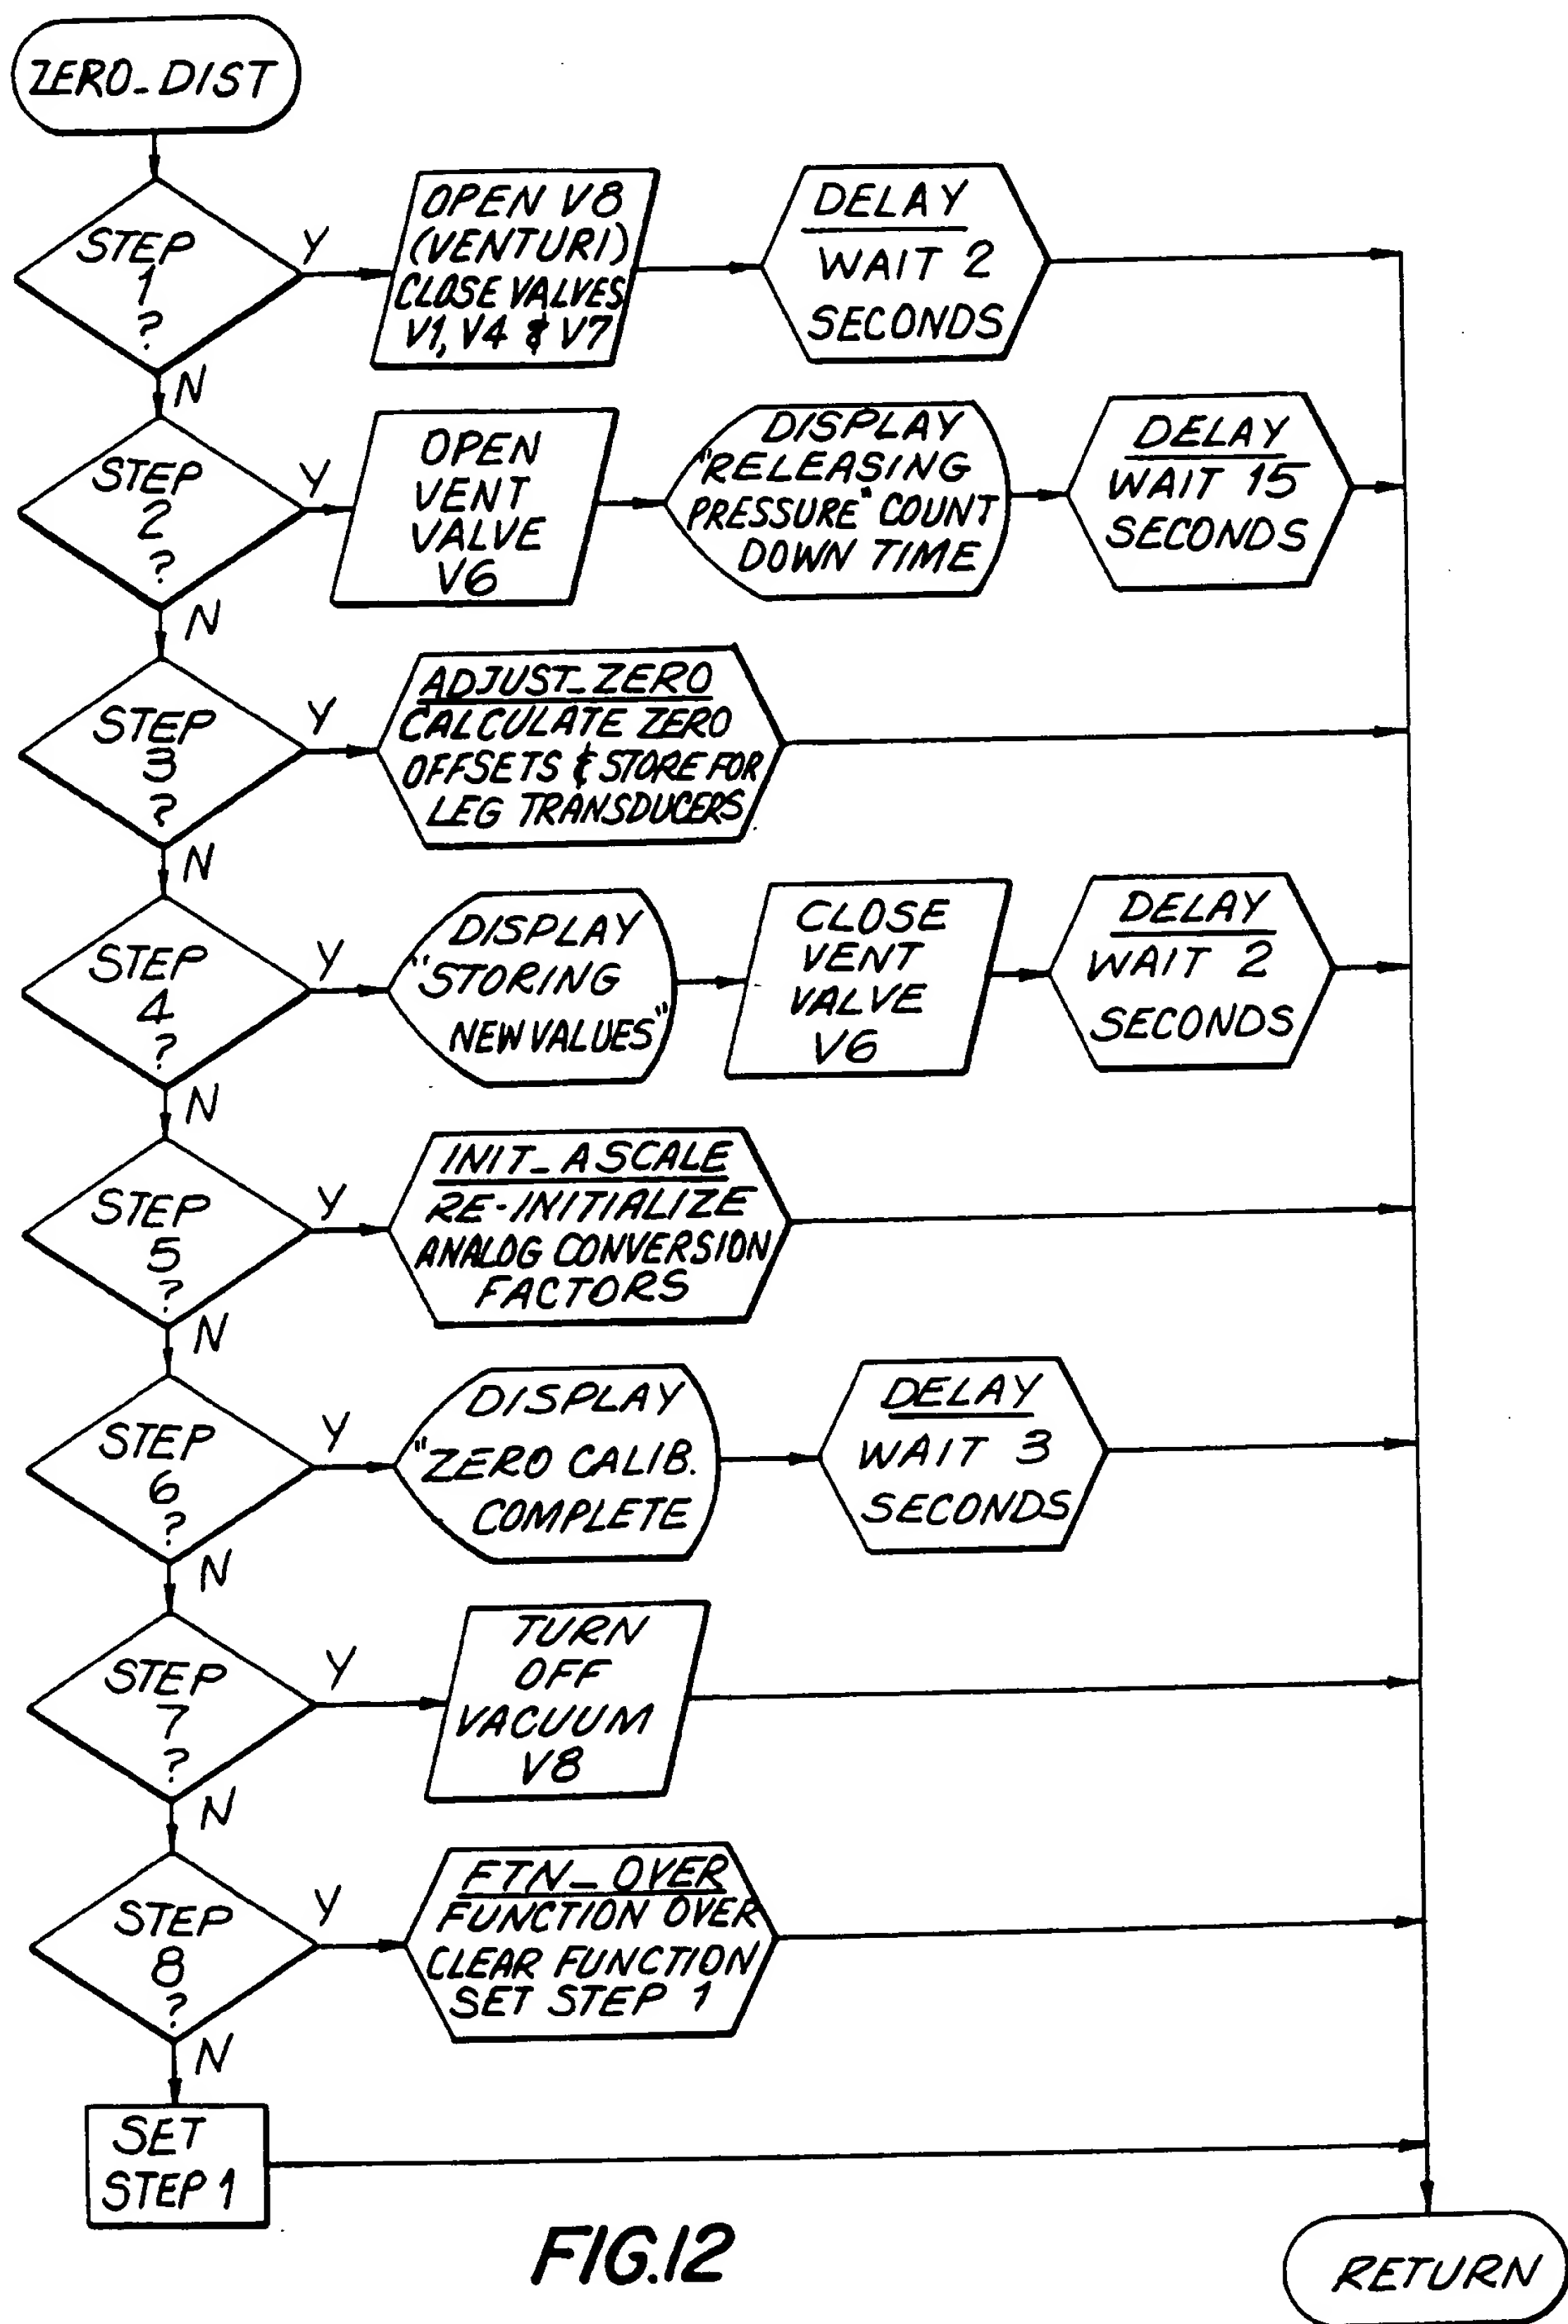 ZERO_DIST
STEP
1
?
Y
OPEN V8
(VENTURI)
CLOSE VALVES
V1, V4 & V7
DELAY
WAIT 2
SECONDS
N
STEP
2
?
Y
OPEN
VENT
VALVE
V6
DISPLAY
"RELEASING
PRESSURE" COUNT
DOWN TIME
DELAY
WAIT 15
SECONDS
N
STEP
3
?
Y
ADJUST_ZERO
CALCULATE ZERO
OFFSETS & STORE FOR
LEG TRANSDUCERS
N
STEP
4
?
Y
DISPLAY
"STORING
NEW VALUES"
CLOSE
VENT
VALVE
V6
DELAY
WAIT 2
SECONDS
N
STEP
5
?
Y
INIT_ASCALE
RE-INITIALIZE
ANALOG CONVERSION
FACTORS
N
STEP
6
?
Y
DISPLAY
"ZERO CALIB.
COMPLETE
DELAY
WAIT 3
SECONDS
N
STEP
7
?
Y
TURN
OFF
VACUUM
V8
N
STEP
8
?
Y
FTN_OVER
FUNCTION OVER
CLEAR FUNCTION
SET STEP 1
N
SET
STEP 1
RETURN
FIG.12